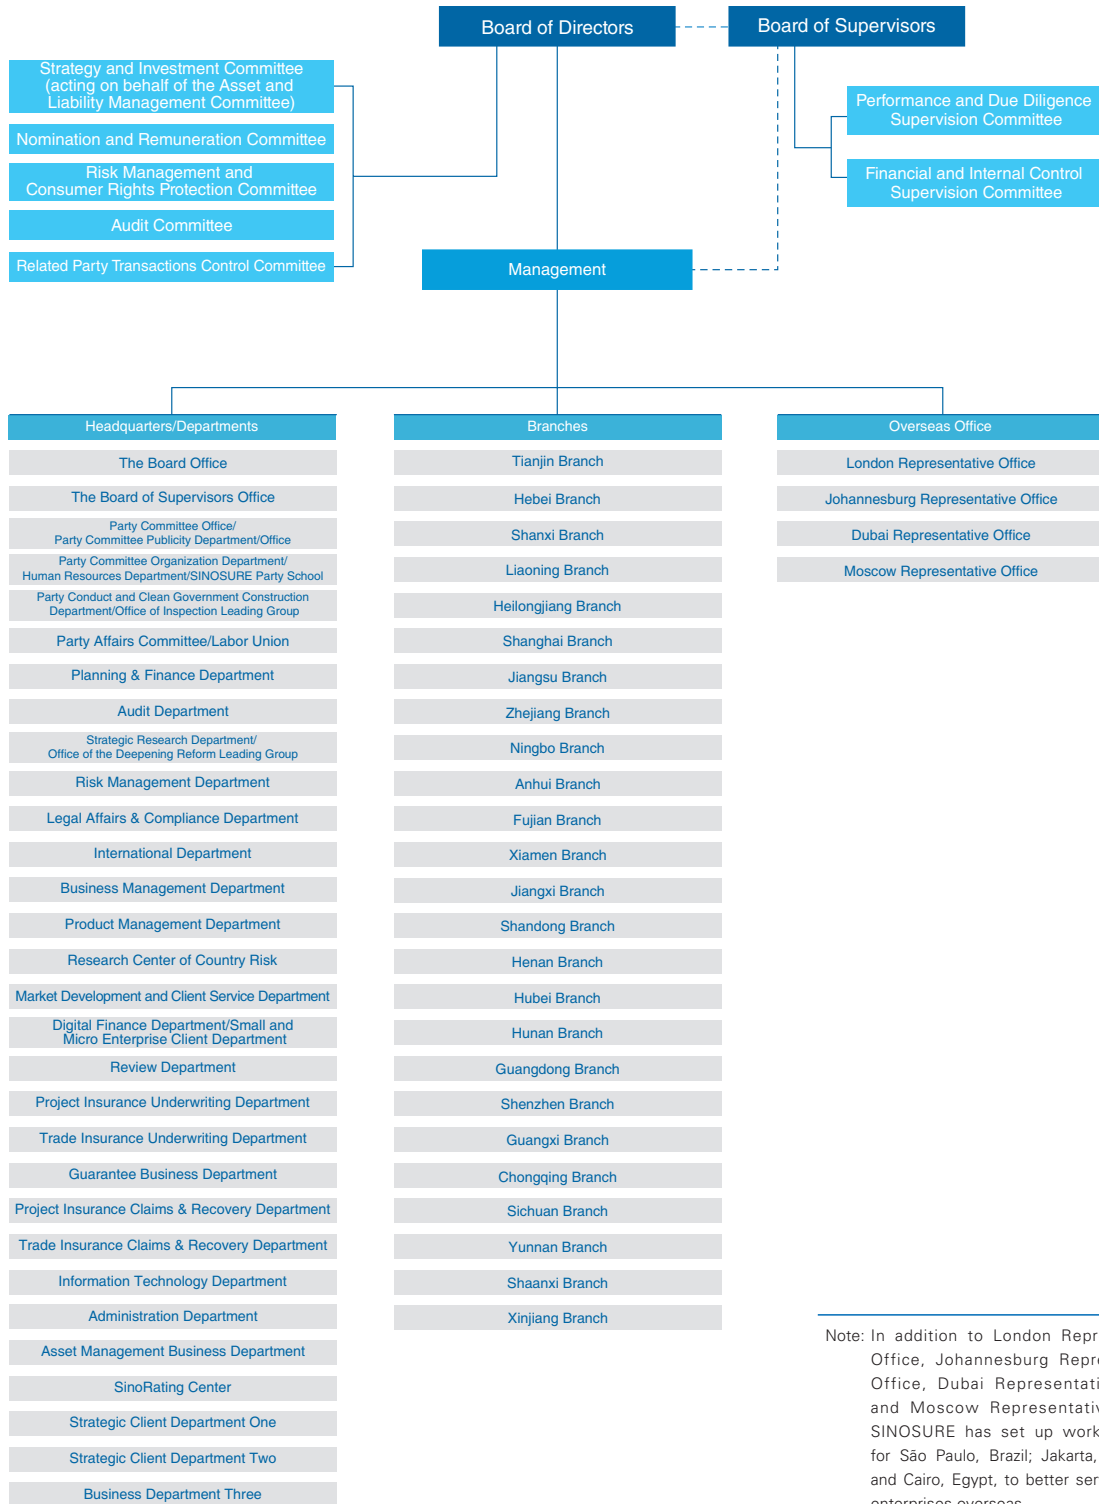 Board of Directors
Board of Supervisors
Strategy and Investment Committee
(acting on behalf of the Asset and
Liability Management Committee)
Nomination and Remuneration Committee
Risk Management and
Consumer Rights Protection Committee
Audit Committee
Related Party Transactions Control Committee
Performance and Due Diligence
Supervision Committee
Financial and Internal Control
Supervision Committee
Management
Headquarters/Departments
The Board Office
The Board of Supervisors Office
Party Committee Office/
Party Committee Publicity Department/Office
Party Committee Organization Department/
Human Resources Department/SINOSURE Party School
Party Conduct and Clean Government Construction
Department/Office of Inspection Leading Group
Party Affairs Committee/Labor Union
Planning & Finance Department
Audit Department
Strategic Research Department/
Office of the Deepening Reform Leading Group
Risk Management Department
Legal Affairs & Compliance Department
International Department
Business Management Department
Product Management Department
Research Center of Country Risk
Market Development and Client Service Department
Digital Finance Department/Small and
Micro Enterprise Client Department
Review Department
Project Insurance Underwriting Department
Trade Insurance Underwriting Department
Guarantee Business Department
Project Insurance Claims & Recovery Department
Trade Insurance Claims & Recovery Department
Information Technology Department
Administration Department
Asset Management Business Department
SinoRating Center
Strategic Client Department One
Strategic Client Department Two
Business Department Three
Branches
Tianjin Branch
Hebei Branch
Shanxi Branch
Liaoning Branch
Heilongjiang Branch
Shanghai Branch
Jiangsu Branch
Zhejiang Branch
Ningbo Branch
Anhui Branch
Fujian Branch
Xiamen Branch
Jiangxi Branch
Shandong Branch
Henan Branch
Hubei Branch
Hunan Branch
Guangdong Branch
Shenzhen Branch
Guangxi Branch
Chongqing Branch
Sichuan Branch
Yunnan Branch
Shaanxi Branch
Xinjiang Branch
Overseas Office
London Representative Office
Johannesburg Representative Office
Dubai Representative Office
Moscow Representative Office
Note: In addition to London Repr
Office, Johannesburg Repre
Office, Dubai Representati
and Moscow Representativ
SINOSURE has set up work
for São Paulo, Brazil; Jakarta,
and Cairo, Egypt, to better ser
enterprises overseas